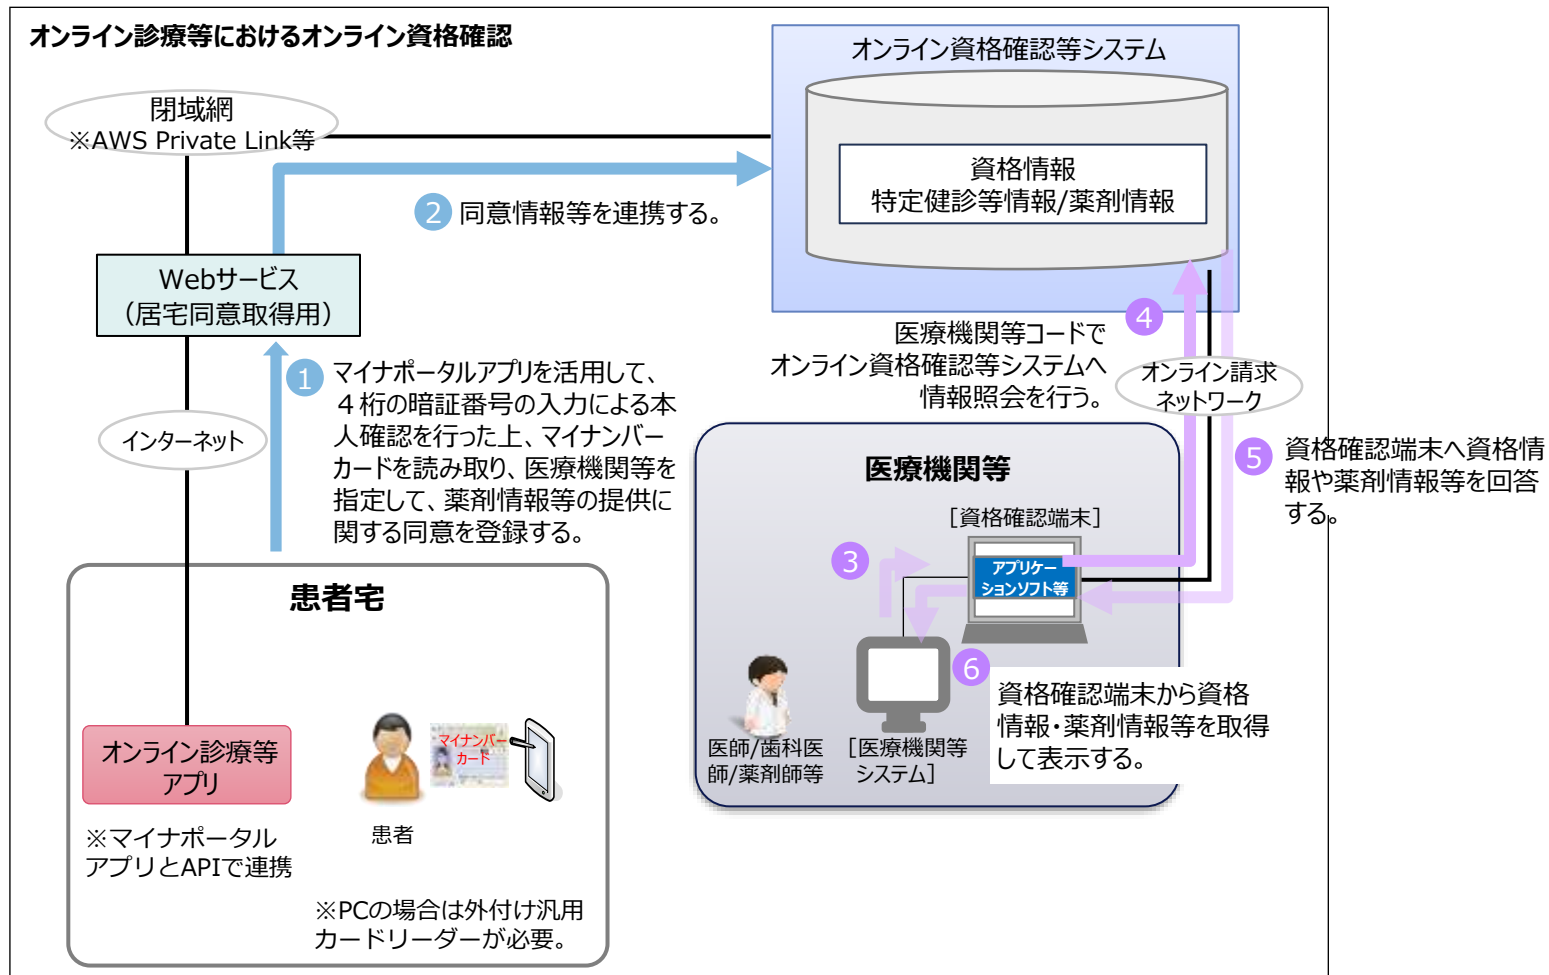 オンライン診療等におけるオンライン資格確認
オンライン資格確認等システム
閉域網
※AWS Private Link等
資格情報
特定健診等情報/薬剤情報
2 同意情報等を連携する。
Webサービス
（居宅同意取得用）
4
医療機関等コードで
オンライン資格確認等システムへ
情報照会を行う。
オンライン請求
ネットワーク
1 マイナポータルアプリを活用して、
４桁の暗証番号の入力による本
人確認を行った上、マイナンバー
カードを読み取り、医療機関等を
指定して、薬剤情報等の提供に
関する同意を登録する。
インターネット
5 資格確認端末へ資格情
報や薬剤情報等を回答
する。
医療機関等
［資格確認端末］
3
アプリケー
ションソフト等
患者宅
6
資格確認端末から資格
情報・薬剤情報等を取得
して表示する。
医師/歯科医
師/薬剤師等
［医療機関等
システム］
オンライン診療等
アプリ
マイナンバー
カード
※マイナポータル
アプリとAPIで連携
患者
※PCの場合は外付け汎用
カードリーダーが必要。